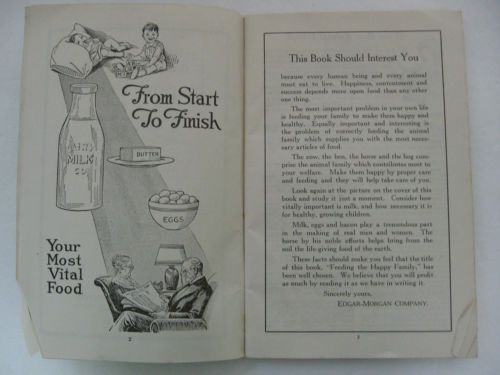 From Start
To Finish
MILK
CO
BUTTER
EGGS
Your
Most
Vital
Food
2
This Book Should Interest You
because every human being and every animal
must eat to live. Happiness, contentment and
success depends more upon food than any other
one thing.
The most important problem in your own life
is feeding your family to make them happy and
healthy. Equally important and interesting is
the problem of correctly feeding the animal
family which supplies you with the most neces-
sary articles of food.
The cow, the hen, the horse and the hog com-
prise the animal family which contributes most to
your welfare. Make them happy by proper care
and feeding and they will help take care of you.
Look again at the picture on the cover of this
book and study it just a moment. Consider how
vitally important is milk, and how necessary it is
for healthy, growing children.
Milk, eggs and bacon play a tremendous part
in the making of real men and women. The
horse by his noble efforts helps bring from the
soil the life-giving food of the earth.
These facts should make you feel that the title
of this book, "Feeding the Happy Family," has
been well chosen. We believe that you will profit
as much by reading it as we have in writing it.
Sincerely yours,
EDGAR-MORGAN COMPANY.
3